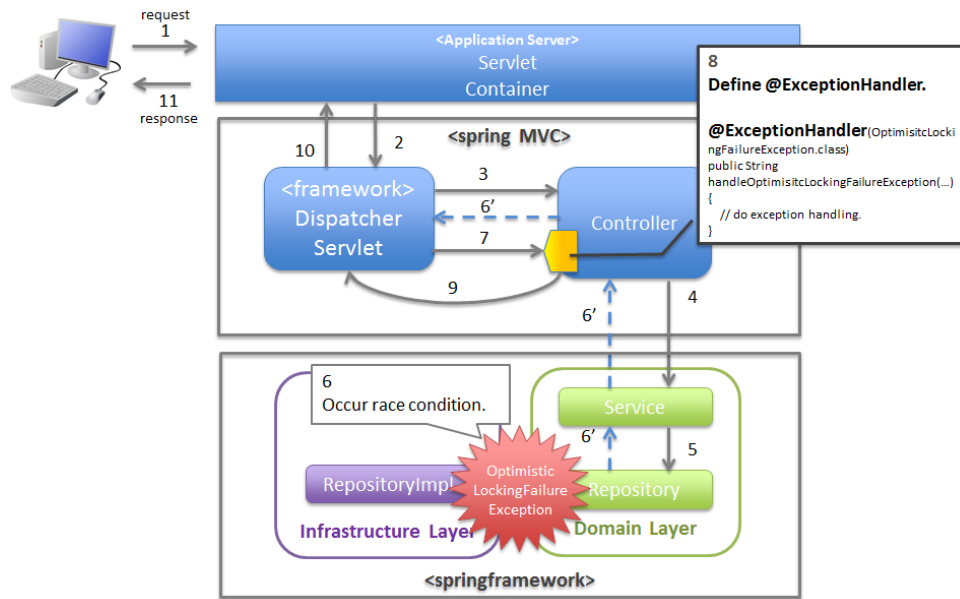 request
1
11
response
<Application Server>
Servlet
Container
8
Define @ExceptionHandler.
@ExceptionHandler(OptimisitcLocki
ngFailureException.class)
public String
handleOptimisitcLockingFailureException(...)
{
// do exception handling.
}
10
2
<spring MVC>
<framework>
Dispatcher
Servlet
3
6’
7
9
Controller
6’
4
6
Occur race condition.
Service
6’
5
RepositoryImpl
Optimistic
LockingFailure
Exception
Repository
Infrastructure Layer
Domain Layer
<springframework>